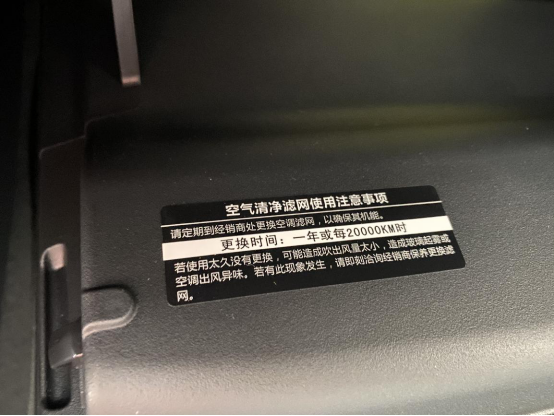 空气清净滤网使用注意事项
请定期到经销商处更换空调滤网，以确保其机能。
更换时间：一年或每20000KM时
若使用太久没有更换，可能造成吹出风量太小，造成玻璃起雾或
空调出风异味。若有此现象发生，请即刻洽询经销商保养更换滤
网。